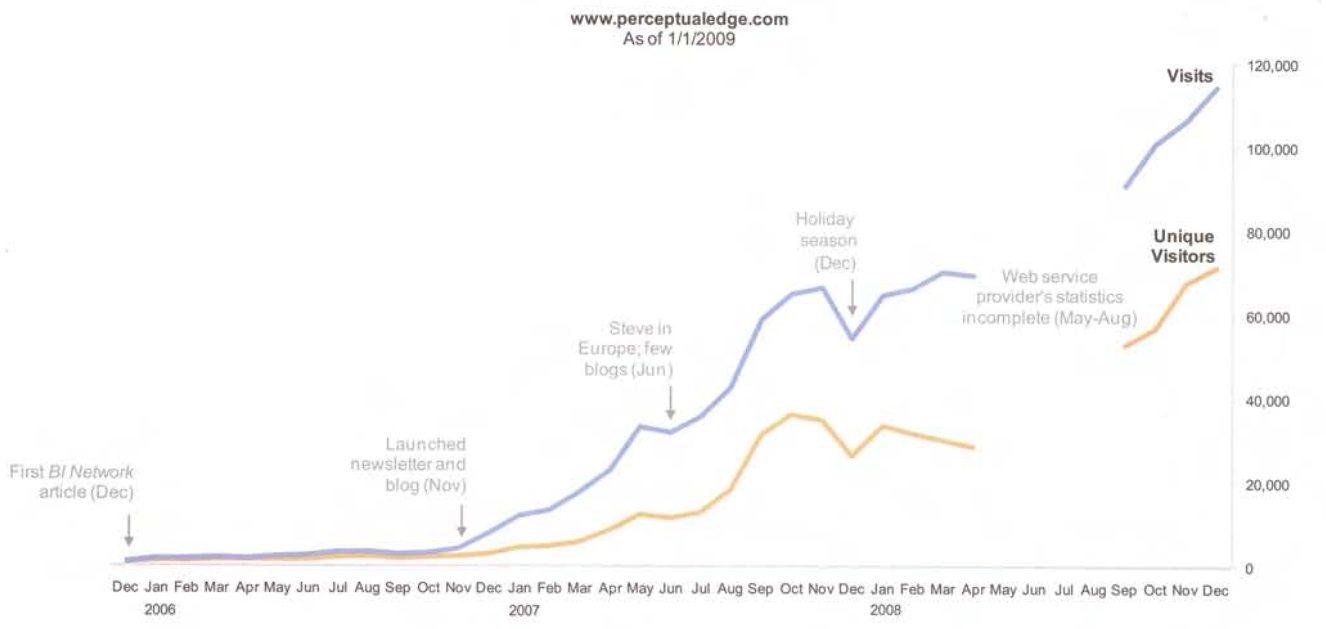 www.perceptualedge.com
As of 1/1/2009
120,000
Visits
100,000
Holiday
season
(Dec)
80,000
Unique
Visitors
Web service
provider's statistics
incomplete (May-Aug)
60,000
Steve in
Europe; few
blogs (Jun)
40,000
Launched
newsletter and
blog (Nov)
First BI Network
article (Dec)
20,000
0
Dec Jan Feb Mar Apr May Jun Jul Aug Sep Oct Nov Dec Jan Feb Mar Apr May Jun Jul Aug Sep Oct Nov Dec Jan Feb Mar Apr May Jun Jul Aug Sep Oct Nov Dec
2006 2007 2008